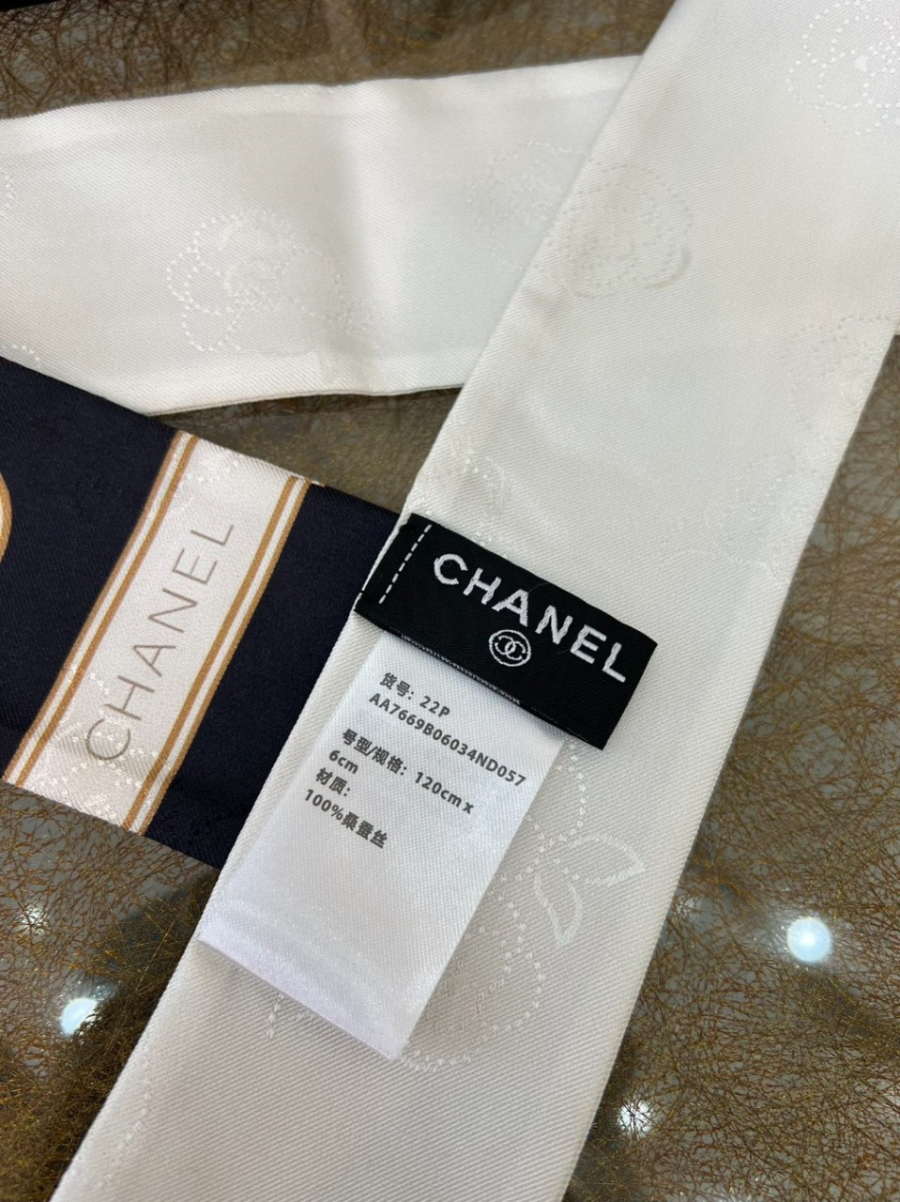 CHANEL
CHANEL
货号: 22P
AA7669B06034ND057
号型/规格: 120cm x
6cm
材质:
100%桑蚕丝